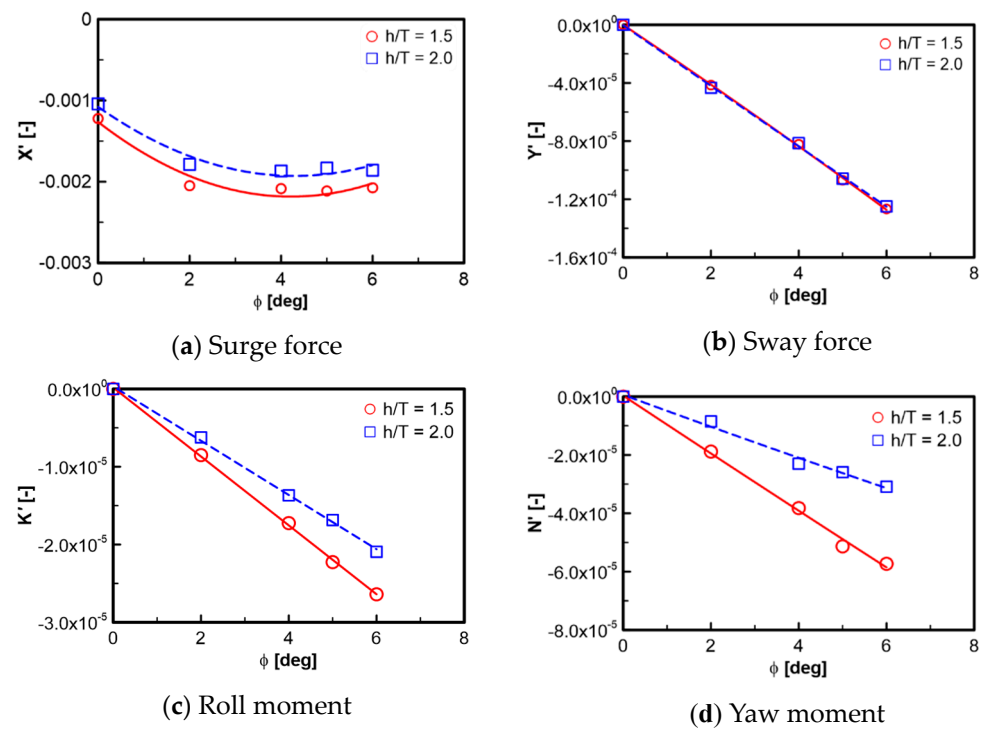 0
-0.001
-0.002
-0.003
X' [-]
h/T = 1.5
h/T = 2.0
0 2 4 6 8
ϕ [deg]
(a) Surge force
0.0x10⁰
-4.0x10⁻⁵
-8.0x10⁻⁵
-1.2x10⁻⁴
-1.6x10⁻⁴
Y' [-]
h/T = 1.5
h/T = 2.0
0 2 4 6 8
ϕ [deg]
(b) Sway force
0.0x10⁰
-1.0x10⁻⁵
-2.0x10⁻⁵
-3.0x10⁻⁵
K' [-]
h/T = 1.5
h/T = 2.0
0 2 4 6 8
ϕ [deg]
(c) Roll moment
0.0x10⁰
-2.0x10⁻⁵
-4.0x10⁻⁵
-6.0x10⁻⁵
-8.0x10⁻⁵
N' [-]
h/T = 1.5
h/T = 2.0
0 2 4 6 8
ϕ [deg]
(d) Yaw moment